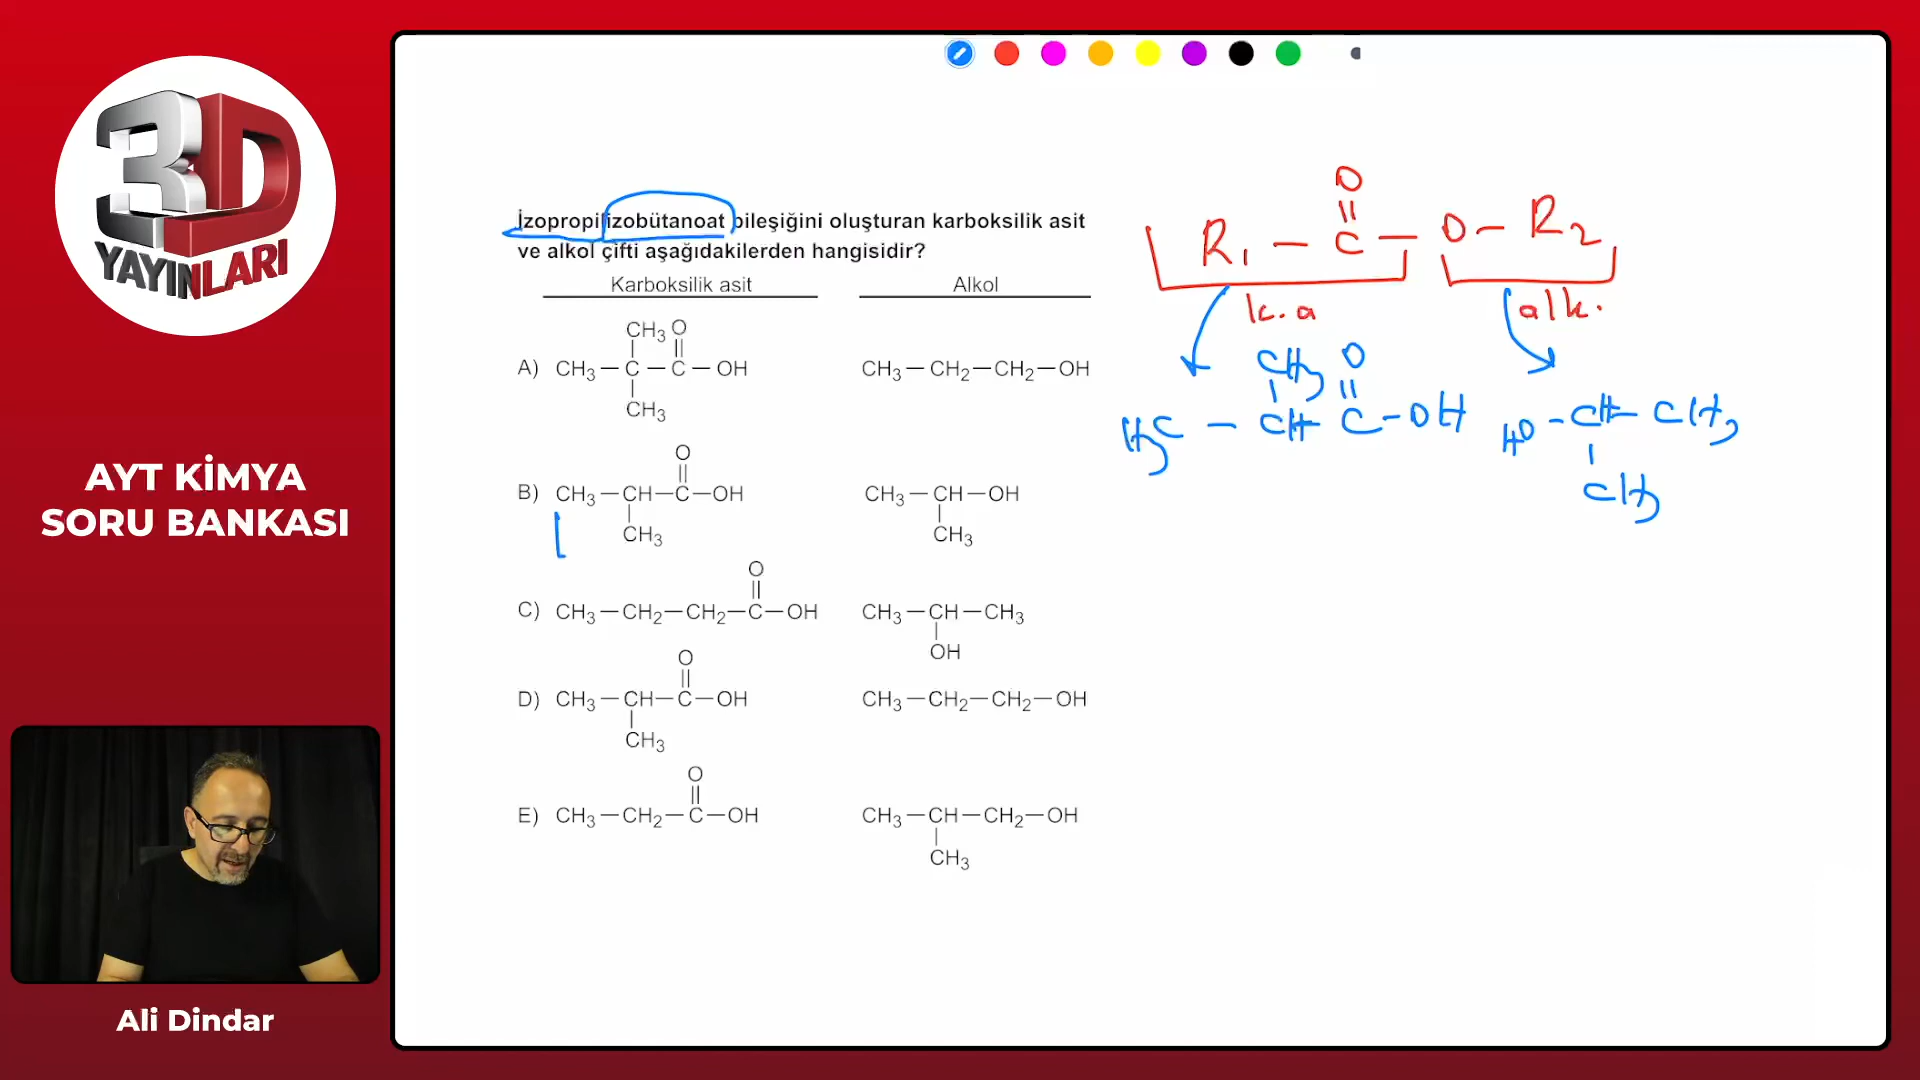 3D
YAYINLARI
AYT KİMYA
SORU BANKASI
Ali Dindar
İzopropilizobütanoat bileşiğini oluşturan karboksilik asit
ve alkol çifti aşağıdakilerden hangisidir?
Karboksilik asit Alkol
CH₃ O
A) CH₃ — C — C — OH CH₃ — CH₂ — CH₂ — OH
CH₃
O
B) CH₃ — CH — C — OH CH₃ — CH — OH
CH₃ CH₃
O
C) CH₃ — CH₂ — CH₂ — C — OH CH₃ — CH — CH₃
OH
O
D) CH₃ — CH — C — OH CH₃ — CH₂ — CH₂ — OH
CH₃
O
E) CH₃ — CH₂ — C — OH CH₃ — CH — CH₂ — OH
CH₃
O
R₁ — C — O — R₂
k.a alk.
CH₃ O
H₃C — CH — C — OH HO — CH — CH₃
CH₃